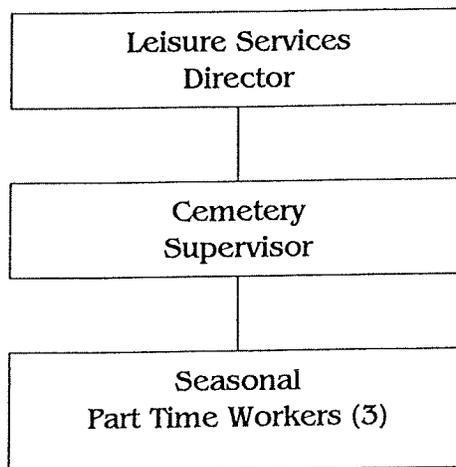 Leisure Services
Director
Cemetery
Supervisor
Seasonal
Part Time Workers (3)